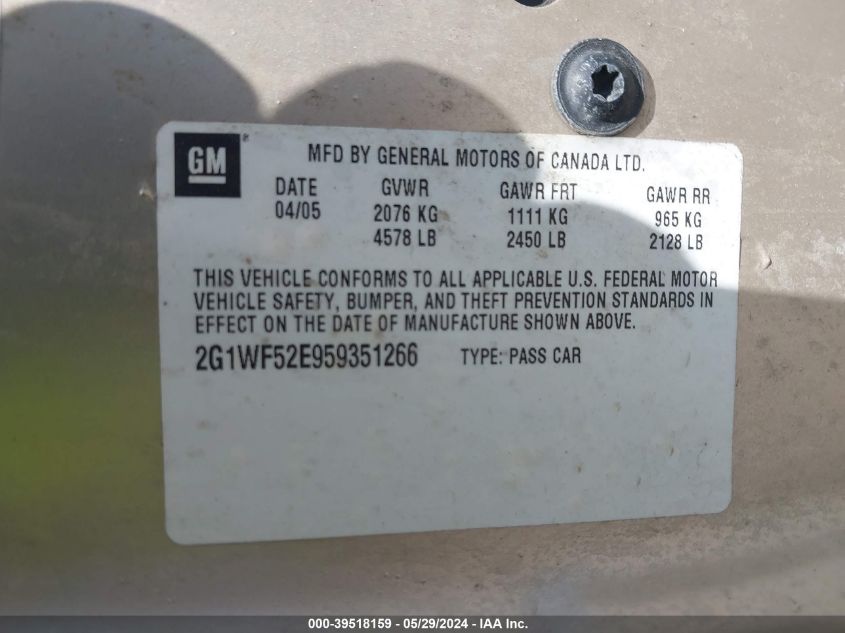 GM®
MFD BY GENERAL MOTORS OF CANADA LTD.
DATE GVWR GAWR FRT GAWR RR
04/05 2076 KG 1111 KG 965 KG
4578 LB 2450 LB 2128 LB
THIS VEHICLE CONFORMS TO ALL APPLICABLE U.S. FEDERAL MOTOR
VEHICLE SAFETY, BUMPER, AND THEFT PREVENTION STANDARDS IN
EFFECT ON THE DATE OF MANUFACTURE SHOWN ABOVE.
2G1WF52E959351266 TYPE: PASS CAR
000-39518159 - 05/29/2024 - IAA Inc.